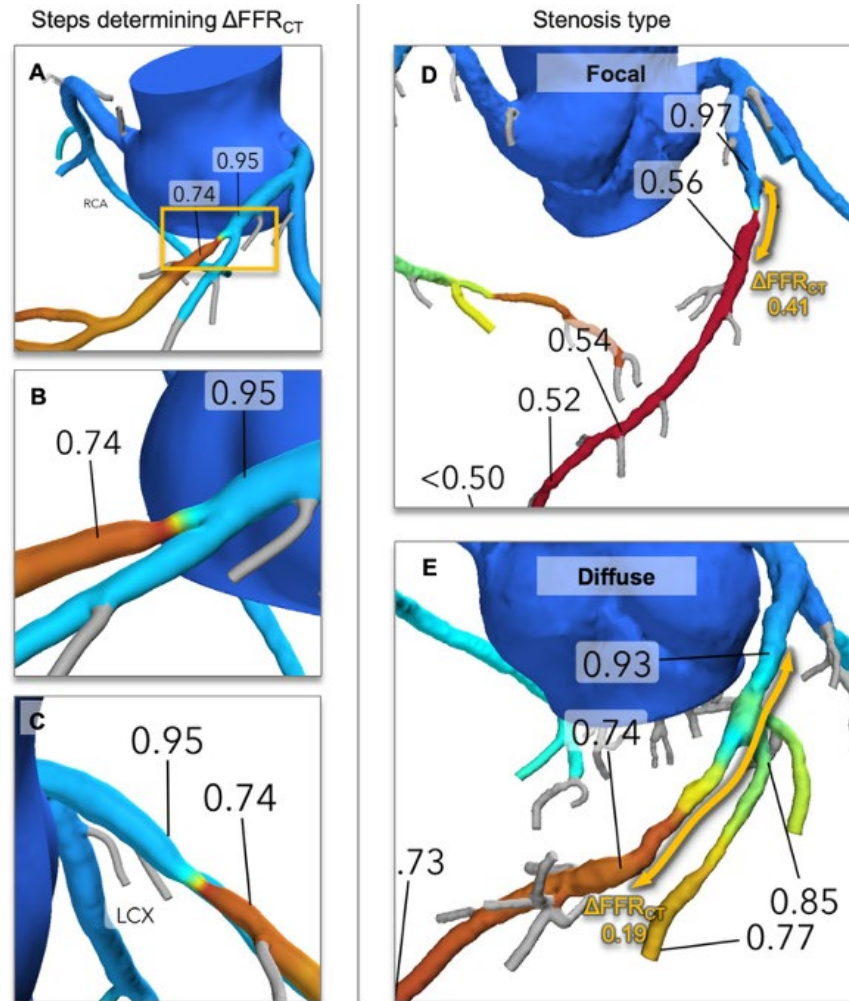 Steps determining ΔFFRCT
A
0.95
0.74
RCA
B
0.95
0.74
C
0.95
0.74
LCX
Stenosis type
D
Focal
0.97
0.56
ΔFFRCT
0.41
0.54
0.52
<0.50
E
Diffuse
0.93
0.74
.73
ΔFFRCT
0.19
0.85
0.77